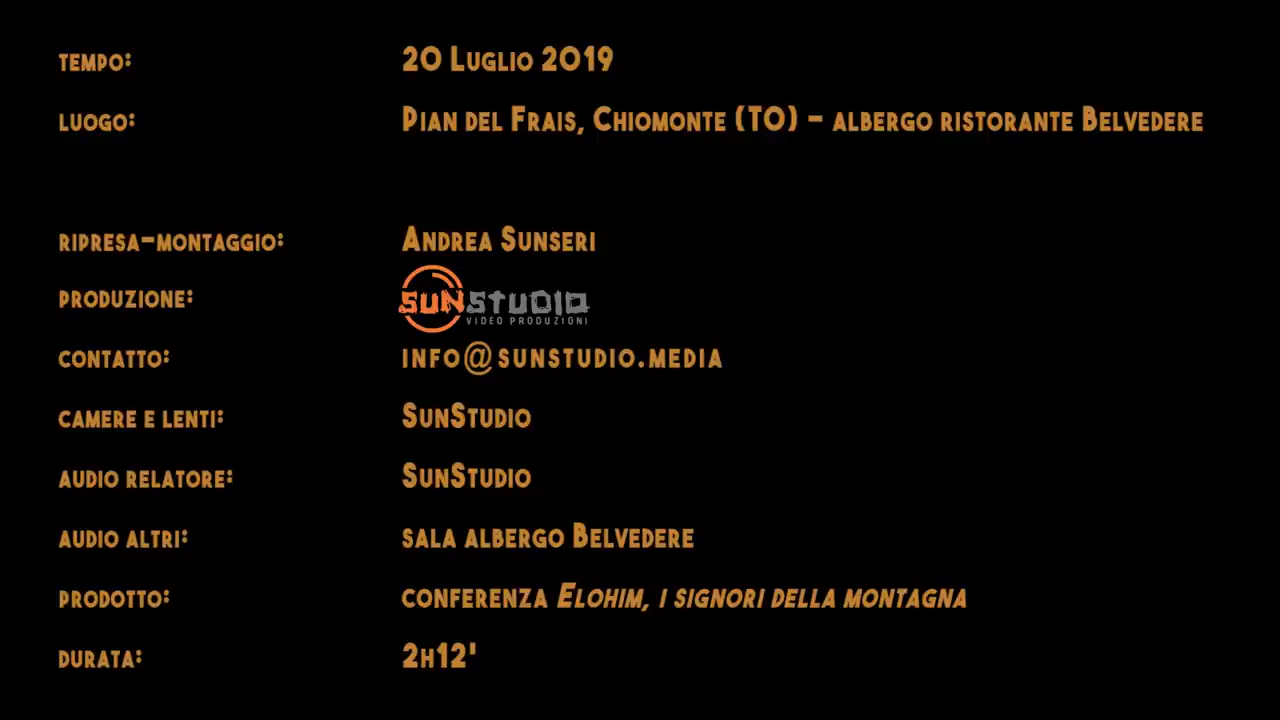 TEMPO: 20 LUGLIO 2019
LUOGO: PIAN DEL FRAIS, CHIOMONTE (TO) - ALBERGO RISTORANTE BELVEDERE
RIPRESA-MONTAGGIO: ANDREA SUNSERI
PRODUZIONE: SUNSTUDIO
VIDEO PRODUZIONI
CONTATTO: INFO@SUNSTUDIO.MEDIA
CAMERE E LENTI: SUNSTUDIO
AUDIO RELATORE: SUNSTUDIO
AUDIO ALTRI: SALA ALBERGO BELVEDERE
PRODOTTO: CONFERENZA ELOHIM, I SIGNORI DELLA MONTAGNA
DURATA: 2H12'